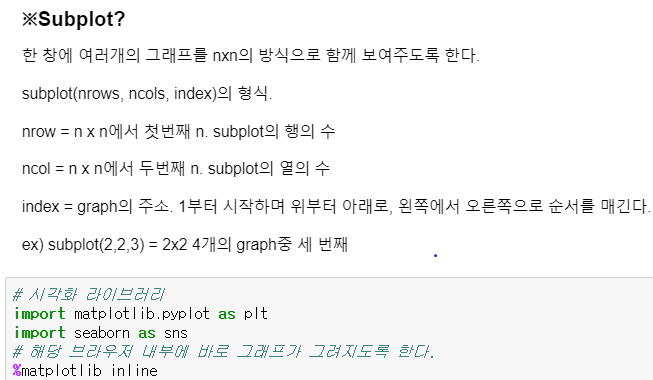 ※Subplot?
한 창에 여러개의 그래프를 nxn의 방식으로 함께 보여주도록 한다.
subplot(nrows, ncols, index)의 형식.
nrow = n x n에서 첫번째 n. subplot의 행의 수
ncol = n x n에서 두번째 n. subplot의 열의 수
index = graph의 주소. 1부터 시작하며 위부터 아래로, 왼쪽에서 오른쪽으로 순서를 매긴다.
ex) subplot(2,2,3) = 2x2 4개의 graph중 세 번째
# 시각화 라이브러리
import matplotlib.pyplot as plt
import seaborn as sns
# 해당 브라우저 내부에 바로 그래프가 그려지도록 한다.
%matplotlib inline